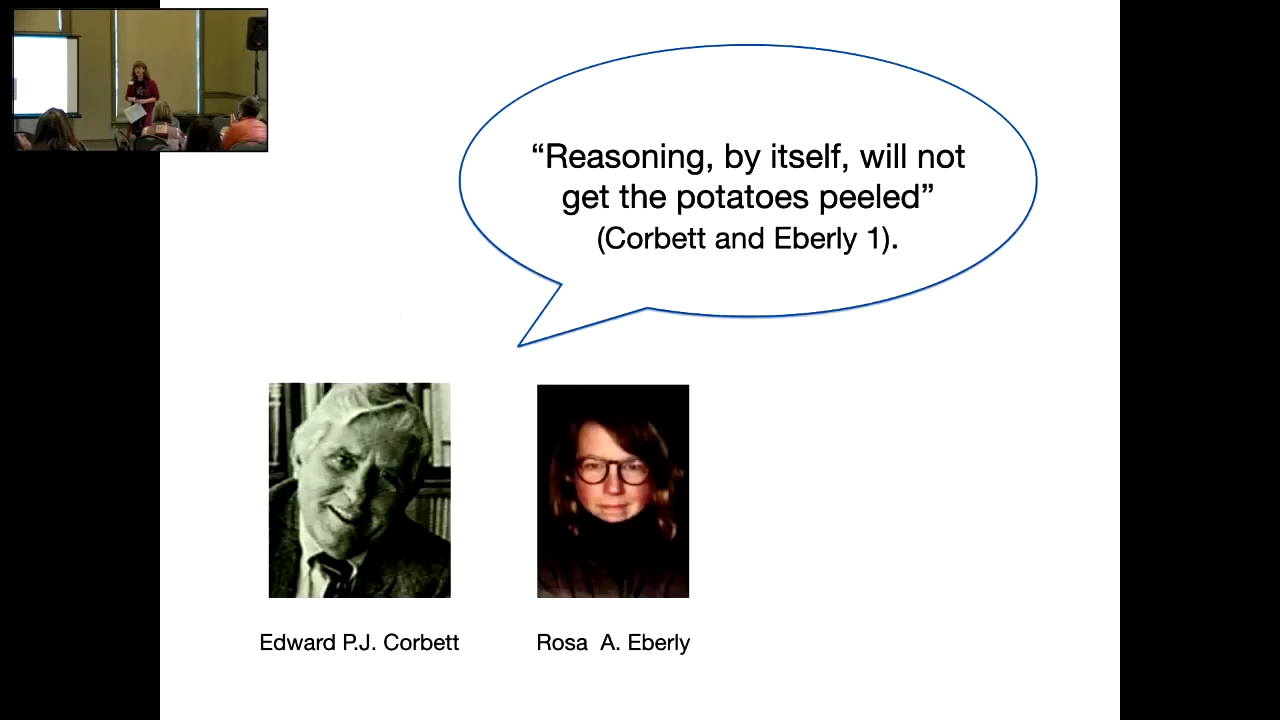 “Reasoning, by itself, will not
get the potatoes peeled”
(Corbett and Eberly 1).
Edward P.J. Corbett
Rosa  A. Eberly